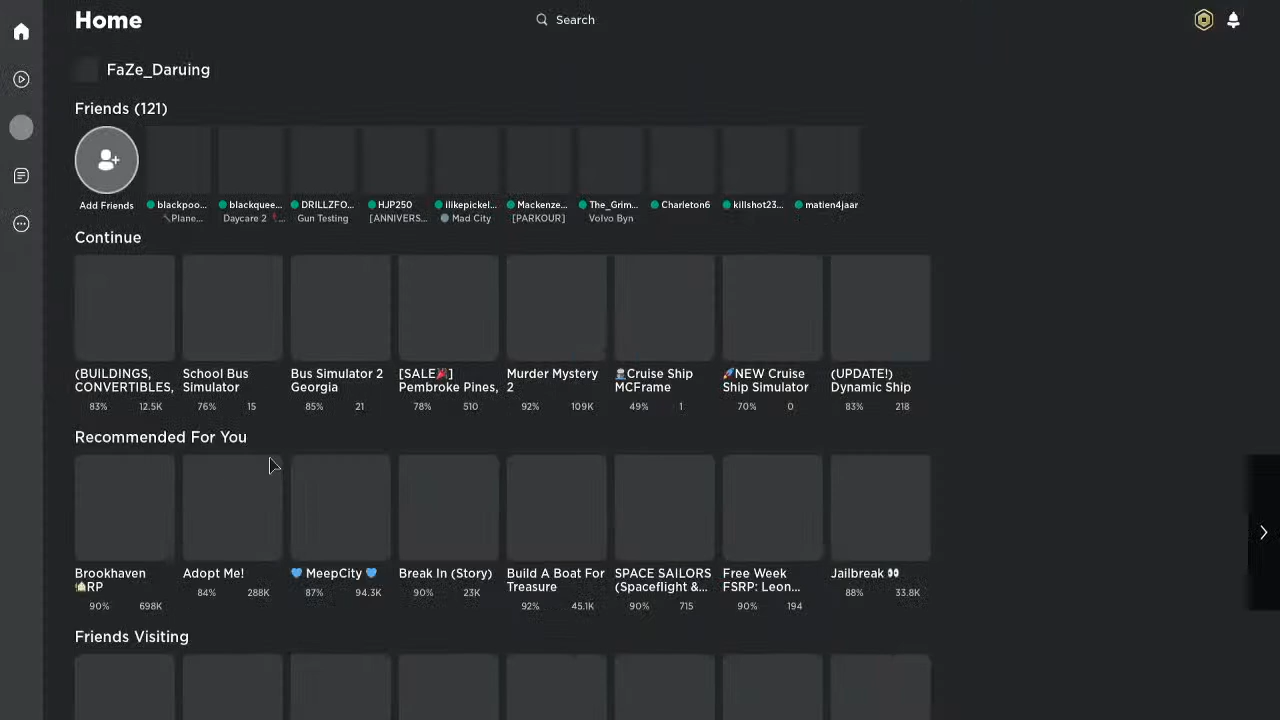 Home
Search
FaZe_Daruing
Friends (121)
Add Friends
blackpoo... blackquee... DRILLZFO... HJP250 ilikepickel... Mackenze... The_Grim... Charleton6 killshot23... matien4jaar
Plane... Daycare 2 ... Gun Testing [ANNIVERS... Mad City [PARKOUR] Volvo Byn
Continue
(BUILDINGS, School Bus Bus Simulator 2 [SALE🎉] Murder Mystery Cruise Ship 🚀NEW Cruise (UPDATE!)
CONVERTIBLES, Simulator Georgia Pembroke Pines, 2 MCFrame Ship Simulator Dynamic Ship
83% 12.5K 76% 15 85% 21 78% 510 92% 109K 49% 1 70% 0 83% 218
Recommended For You
Brookhaven Adopt Me! 💙 MeepCity 💙 Break In (Story) Build A Boat For SPACE SAILORS Free Week Jailbreak 👀
🏡RP Treasure (Spaceflight &... FSRP: Leon...
84% 288K 87% 94.3K 90% 23K 88% 33.8K
90% 698K 92% 45.1K 90% 715 90% 194
Friends Visiting